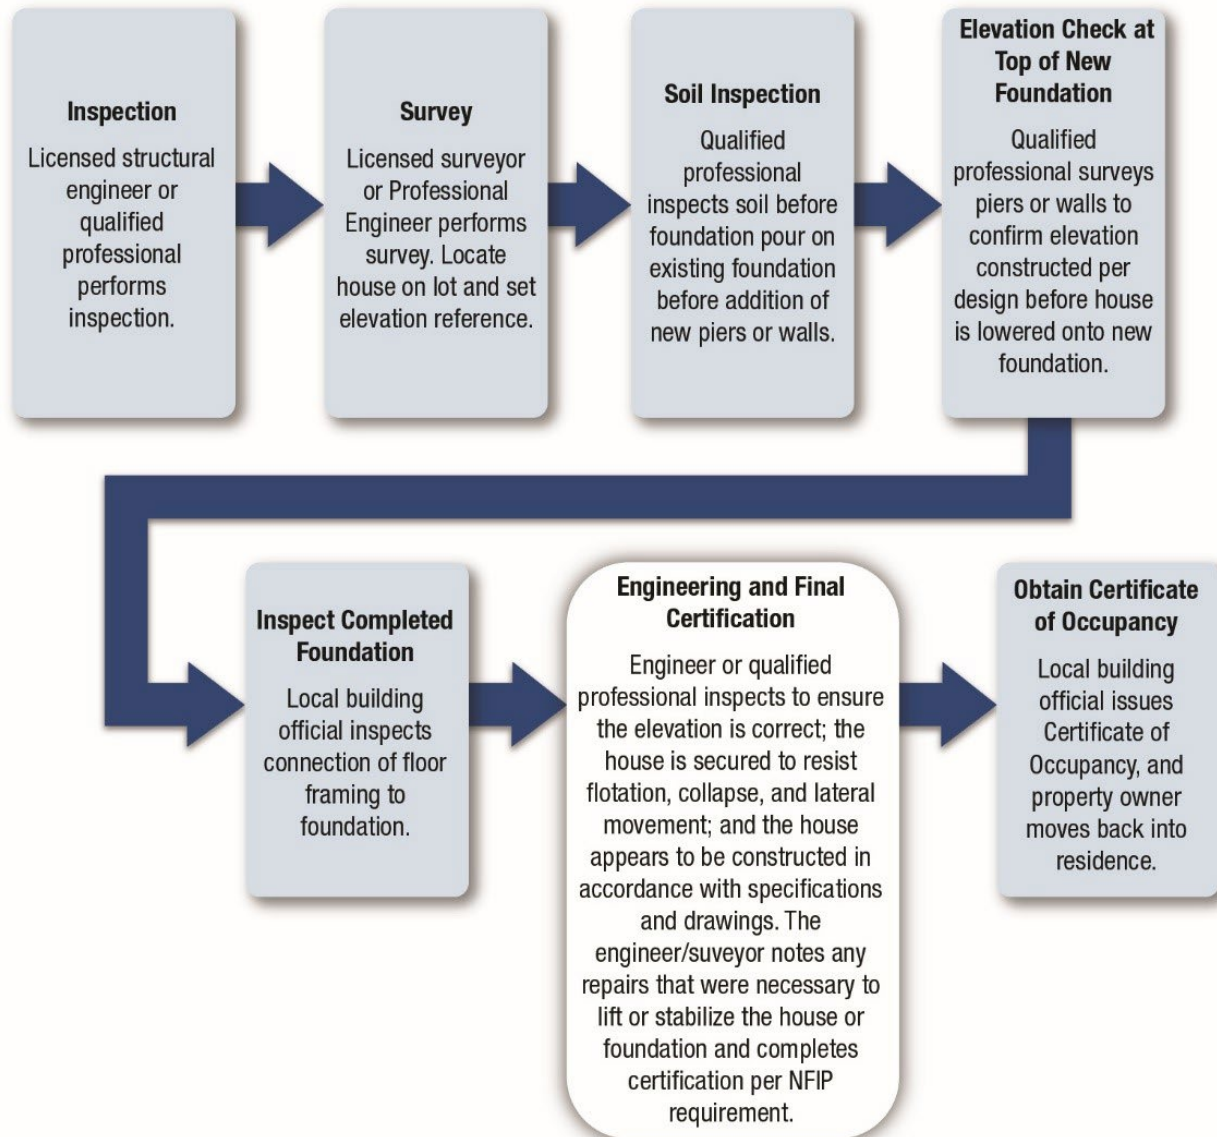 Inspection
Licensed structural
engineer or
qualified
professional
performs
inspection.
Survey
Licensed surveyor
or Professional
Engineer performs
survey. Locate
house on lot and set
elevation reference.
Soil Inspection
Qualified
professional
inspects soil before
foundation pour on
existing foundation
before addition of
new piers or walls.
Elevation Check at
Top of New
Foundation
Qualified
professional surveys
piers or walls to
confirm elevation
constructed per
design before house
is lowered onto new
foundation.
Inspect Completed
Foundation
Local building
official inspects
connection of floor
framing to
foundation.
Engineering and Final
Certification
Engineer or qualified
professional inspects to ensure
the elevation is correct; the
house is secured to resist
flotation, collapse, and lateral
movement; and the house
appears to be constructed in
accordance with specifications
and drawings. The
engineer/suveyor notes any
repairs that were necessary to
lift or stabilize the house or
foundation and completes
certification per NFIP
requirement.
Obtain Certificate
of Occupancy
Local building
official issues
Certificate of
Occupancy, and
property owner
moves back into
residence.